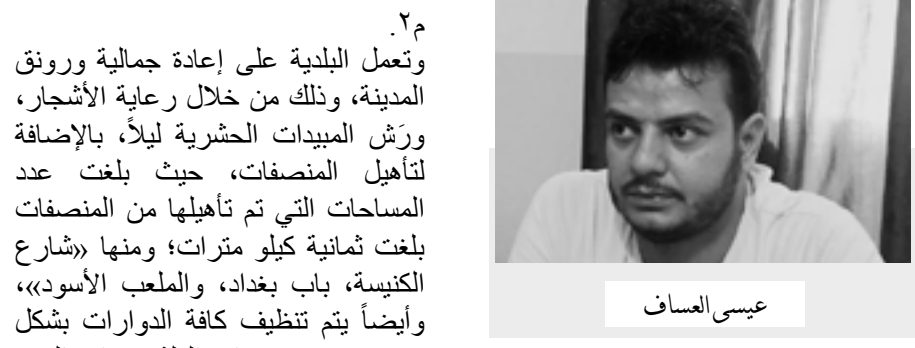 م٢.
وتعمل البلدية على إعادة جمالية ورونق
المدينة، وذلك من خلال رعاية الأشجار،
ورَش المبيدات الحشرية ليلاً، بالإضافة
لتأهيل المنصفات، حيث بلغت عدد
المساحات التي تم تأهيلها من المنصفات
بلغت ثمانية كيلو مترات؛ ومنها «شارع
الكنيسة، باب بغداد، والملعب الأسود»،
وأيضاً يتم تنظيف كافة الدوارات بشكل
عيسى العساف